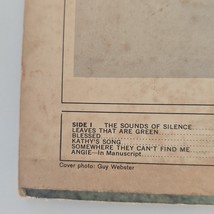 SIDE I THE SOUNDS OF SILENCE
LEAVES THAT ARE GREEN
BLESSED
KATHY'S SONG
SOMEWHERE THEY CAN'T FIND ME
ANGIE—In Manuscript
Cover photo: Guy Webster